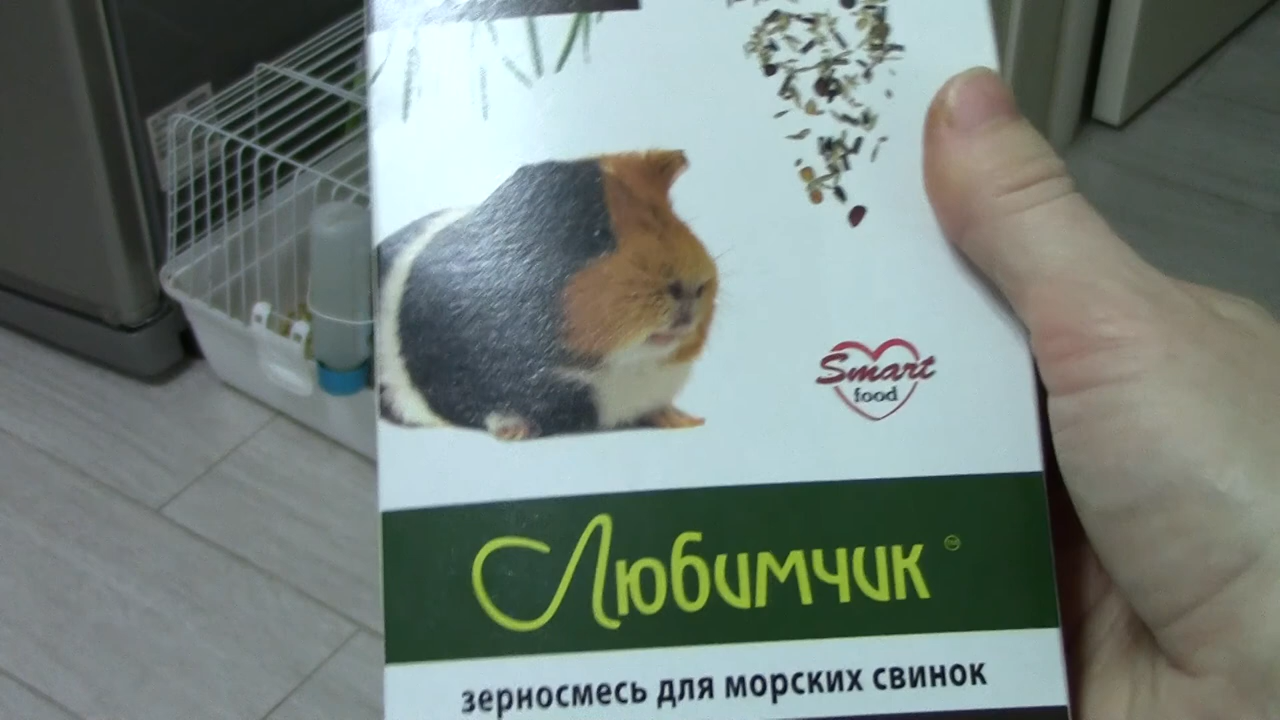 Smart
food
Любимчик
зерносмесь для морских свинок